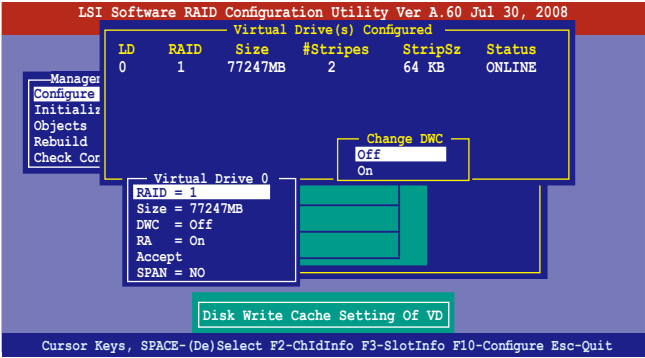 LSI Software RAID Configuration Utility Ver A.60 Jul 30, 2008
Virtual Drive(s) Configured
LD RAID Size #Stripes StripSz Status
0 1 77247MB 2 64 KB ONLINE
Manager
Configure
Initializ
Objects
Rebuild
Check Con
Change DWC
Off
On
Virtual Drive 0
RAID = 1
Size = 77247MB
DWC = Off
RA = On
Accept
SPAN = NO
Disk Write Cache Setting Of VD
Cursor Keys, SPACE-(De)Select F2-ChIdInfo F3-SlotInfo F10-Configure Esc-Quit